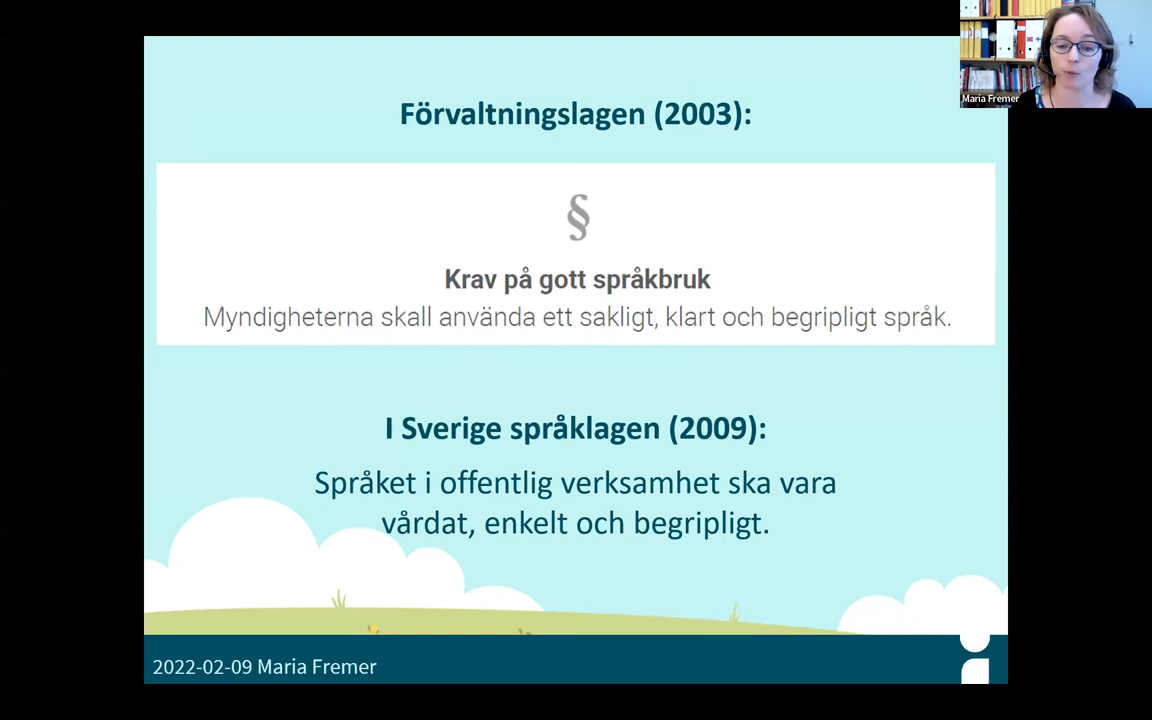 Maria Fremer
Förvaltningslagen (2003):
§
Krav på gott språkbruk
Myndigheterna skall använda ett sakligt, klart och begripligt språk.
I Sverige språklagen (2009):
Språket i offentlig verksamhet ska vara
vårdat, enkelt och begripligt.
2022-02-09 Maria Fremer